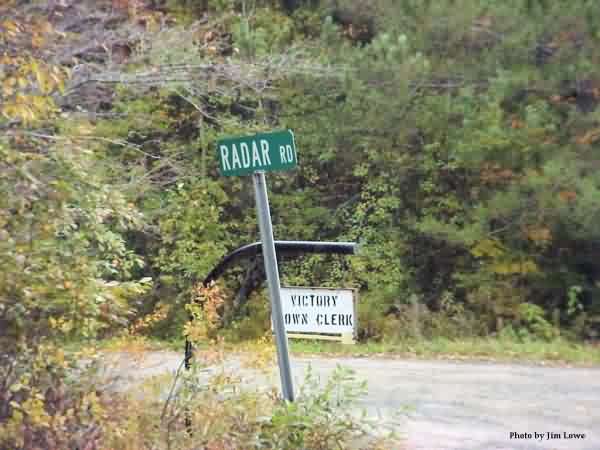 RADAR RD
VICTORY
OWN CLERK
Photo by Jim Lowe